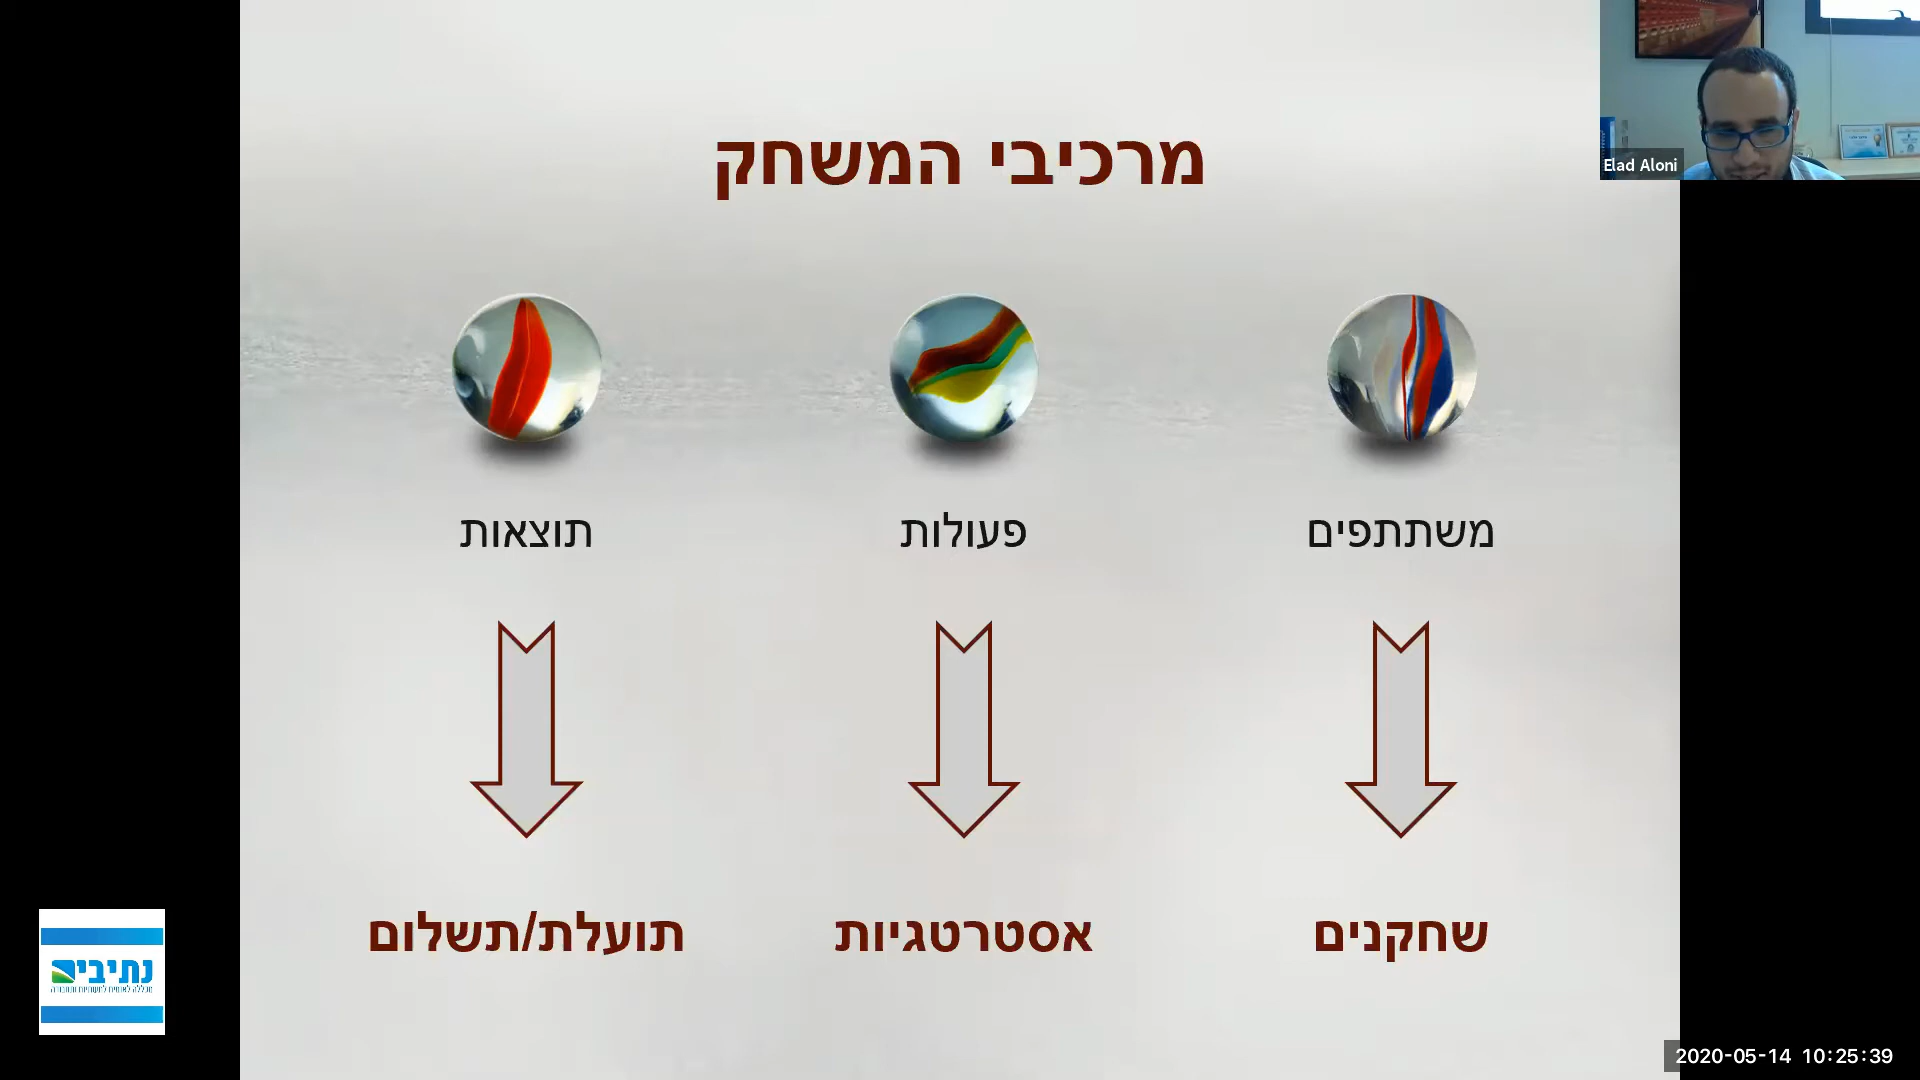 מרכיבי המשחק
Elad Aloni
משתתפים
פעולות
תוצאות
שחקנים
אסטרטגיות
תועלת/תשלום
נתיבים
2020-05-14 10:25:39